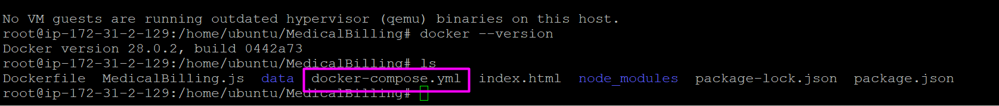 No VM guests are running outdated hypervisor (qemu) binaries on this host.
root@ip-172-31-2-129:/home/ubuntu/MedicalBilling# docker --version
Docker version 28.0.2, build 0442a73
root@ip-172-31-2-129:/home/ubuntu/MedicalBilling# ls
Dockerfile  MedicalBilling.js  data  docker-compose.yml  index.html  node_modules  package-lock.json  package.json
root@ip-172-31-2-129:/home/ubuntu/MedicalBilling#